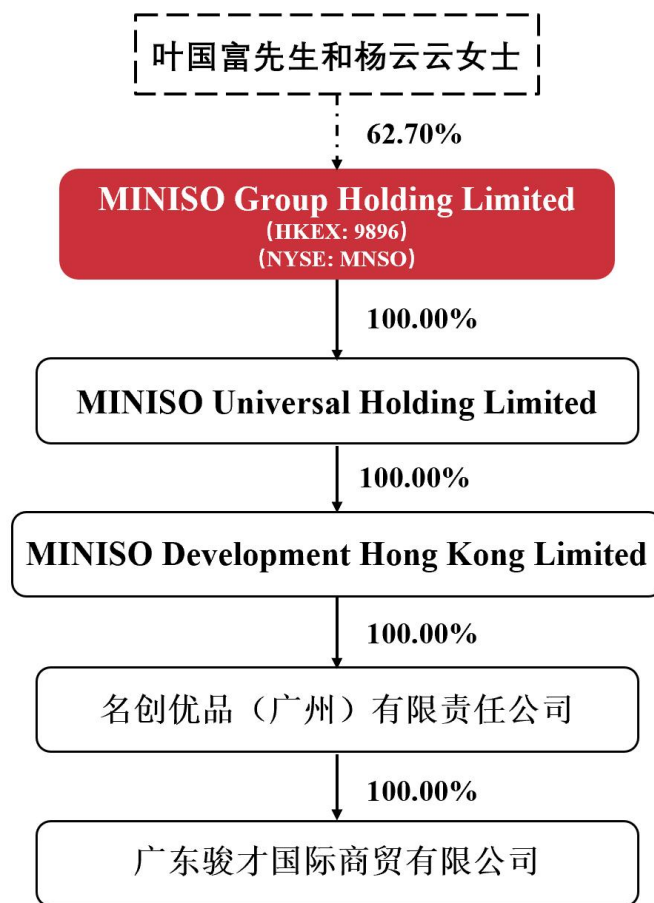 叶国富先生和杨云云女士
62.70%
MINISO Group Holding Limited
（HKEX: 9896）
（NYSE: MNSO）
100.00%
MINISO Universal Holding Limited
100.00%
MINISO Development Hong Kong Limited
100.00%
名创优品（广州）有限责任公司
100.00%
广东骏才国际商贸有限公司